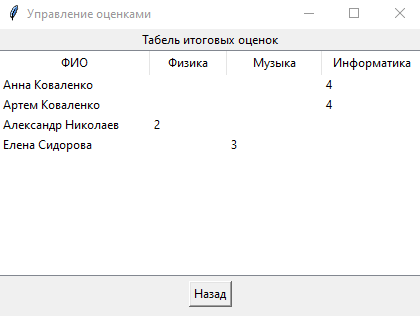 Управление оценками
Табель итоговых оценок
ФИО Физика Музыка Информатика
Анна Коваленко 4
Артем Коваленко 4
Александр Николаев 2
Елена Сидорова 3
Назад